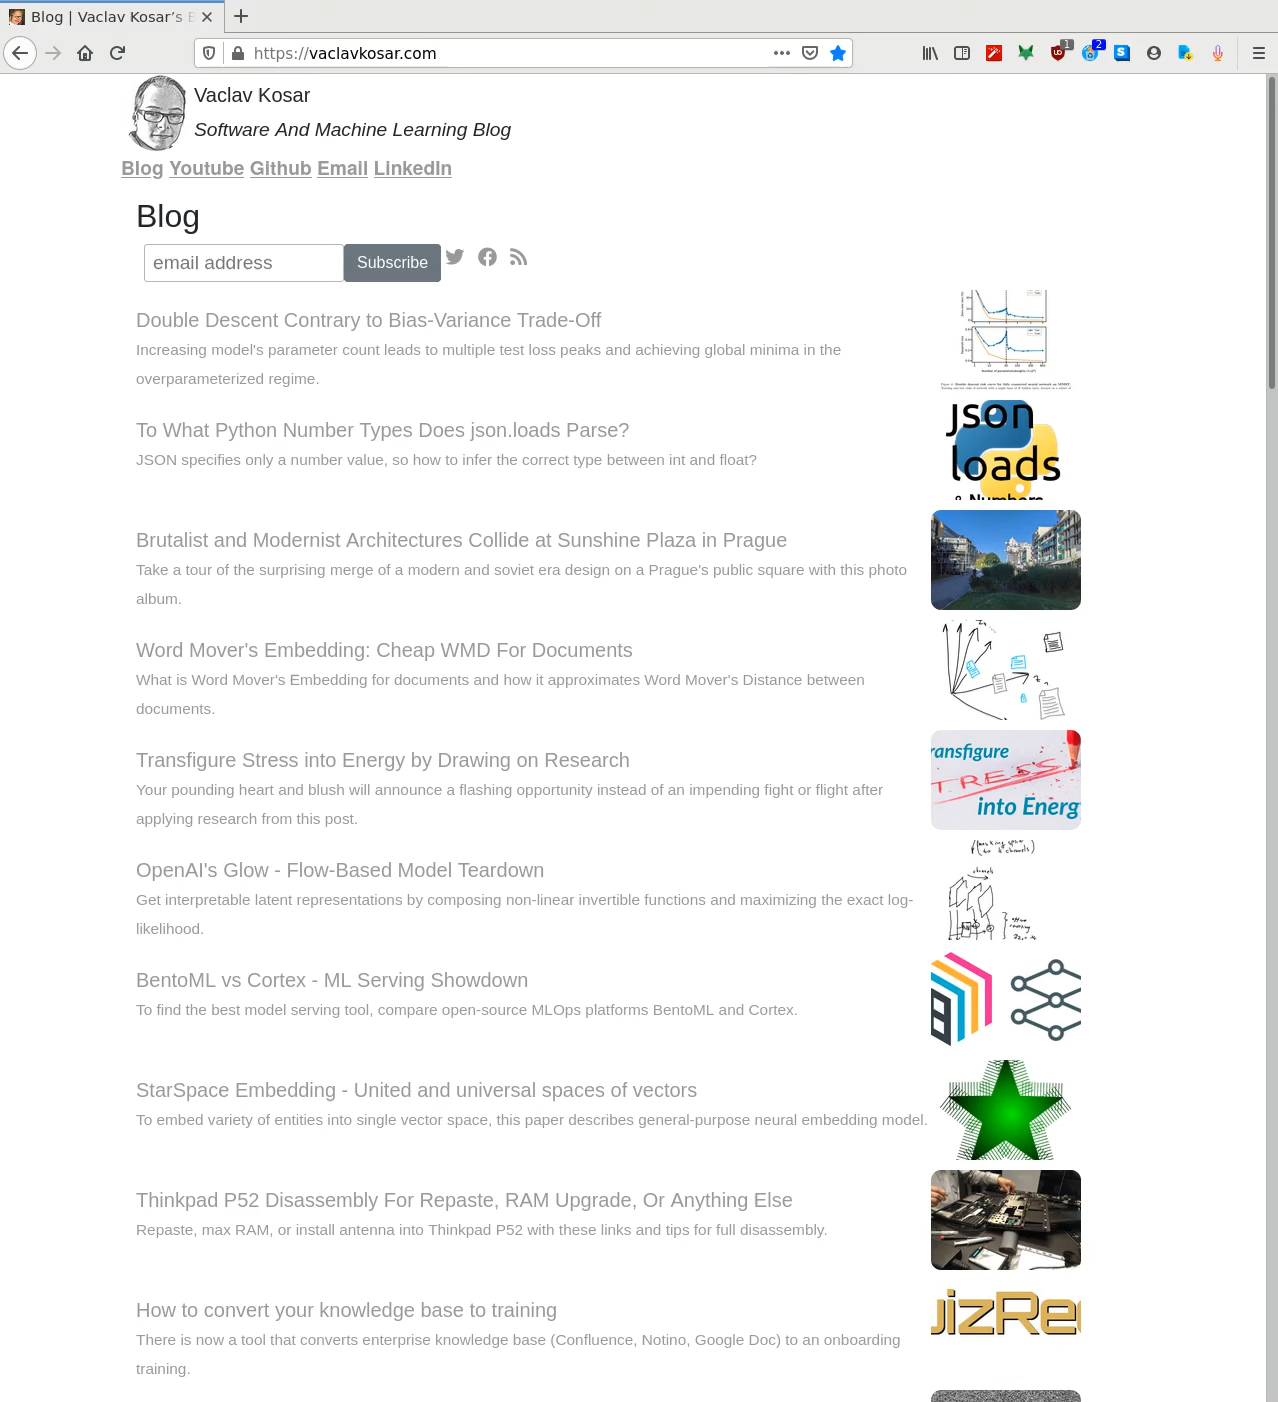 Blog | Vaclav Kosar's B
https://vaclavkosar.com
1
2
Vaclav Kosar
Software And Machine Learning Blog
Blog Youtube Github Email LinkedIn
Blog
email address Subscribe
Double Descent Contrary to Bias-Variance Trade-Off
Increasing model's parameter count leads to multiple test loss peaks and achieving global minima in the
overparameterized regime.
To What Python Number Types Does json.loads Parse?
JSON specifies only a number value, so how to infer the correct type between int and float?
json
loads
& Numbers
Brutalist and Modernist Architectures Collide at Sunshine Plaza in Prague
Take a tour of the surprising merge of a modern and soviet era design on a Prague's public square with this photo
album.
Word Mover's Embedding: Cheap WMD For Documents
What is Word Mover's Embedding for documents and how it approximates Word Mover's Distance between
documents.
Transfigure Stress into Energy by Drawing on Research
Your pounding heart and blush will announce a flashing opportunity instead of an impending fight or flight after
applying research from this post.
ransfigure
TRESS
into Energ
OpenAI's Glow - Flow-Based Model Teardown
Get interpretable latent representations by composing non-linear invertible functions and maximizing the exact log-
likelihood.
channels
BentoML vs Cortex - ML Serving Showdown
To find the best model serving tool, compare open-source MLOps platforms BentoML and Cortex.
StarSpace Embedding - United and universal spaces of vectors
To embed variety of entities into single vector space, this paper describes general-purpose neural embedding model.
Thinkpad P52 Disassembly For Repaste, RAM Upgrade, Or Anything Else
Repaste, max RAM, or install antenna into Thinkpad P52 with these links and tips for full disassembly.
How to convert your knowledge base to training
There is now a tool that converts enterprise knowledge base (Confluence, Notino, Google Doc) to an onboarding
training.
uizRec